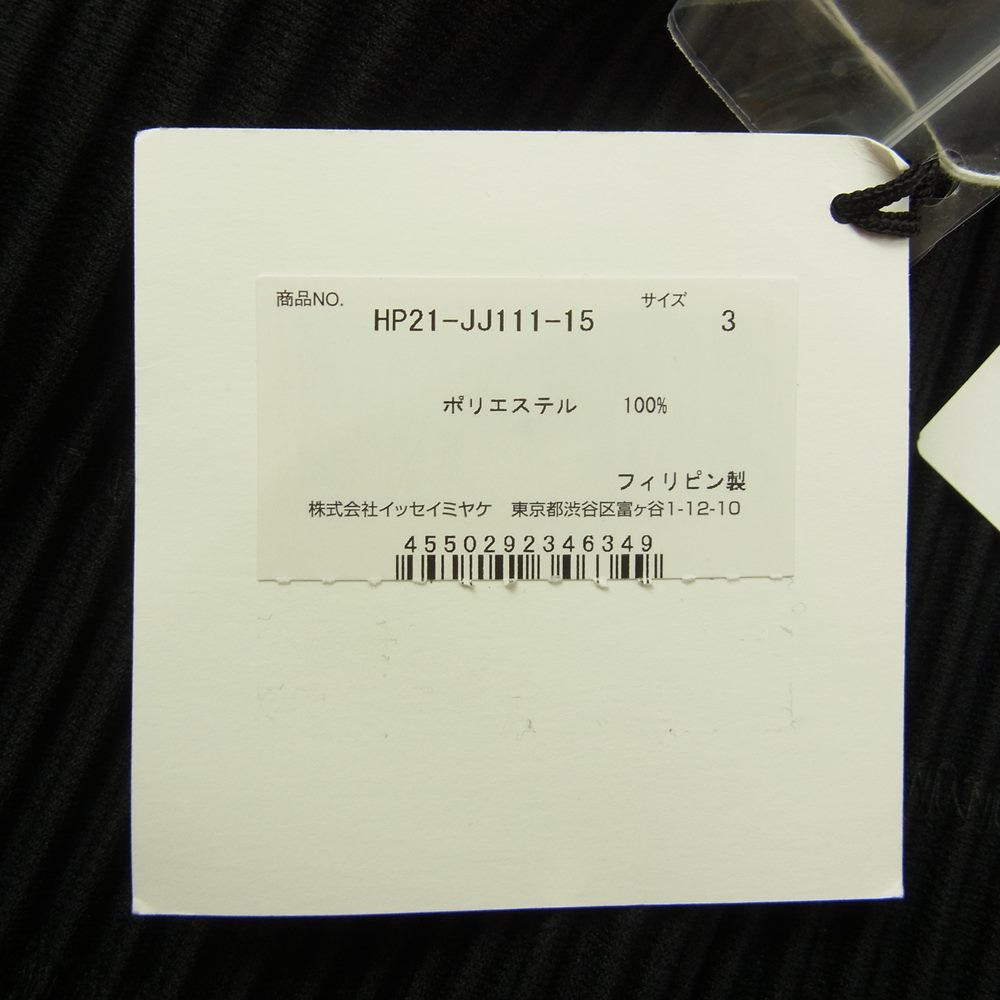 商品NO. サイズ
HP21-JJ111-15 3
ポリエステル 100%
フィリピン製
株式会社イッセイミヤケ 東京都渋谷区富ヶ谷1-12-10
4550292346349